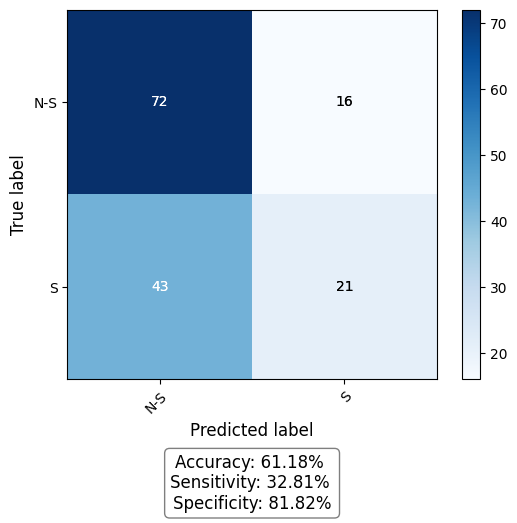 N-S
72
16
S
43
21
True label
N-S
S
Predicted label
70
60
50
40
30
20
Accuracy: 61.18%
Sensitivity: 32.81%
Specificity: 81.82%